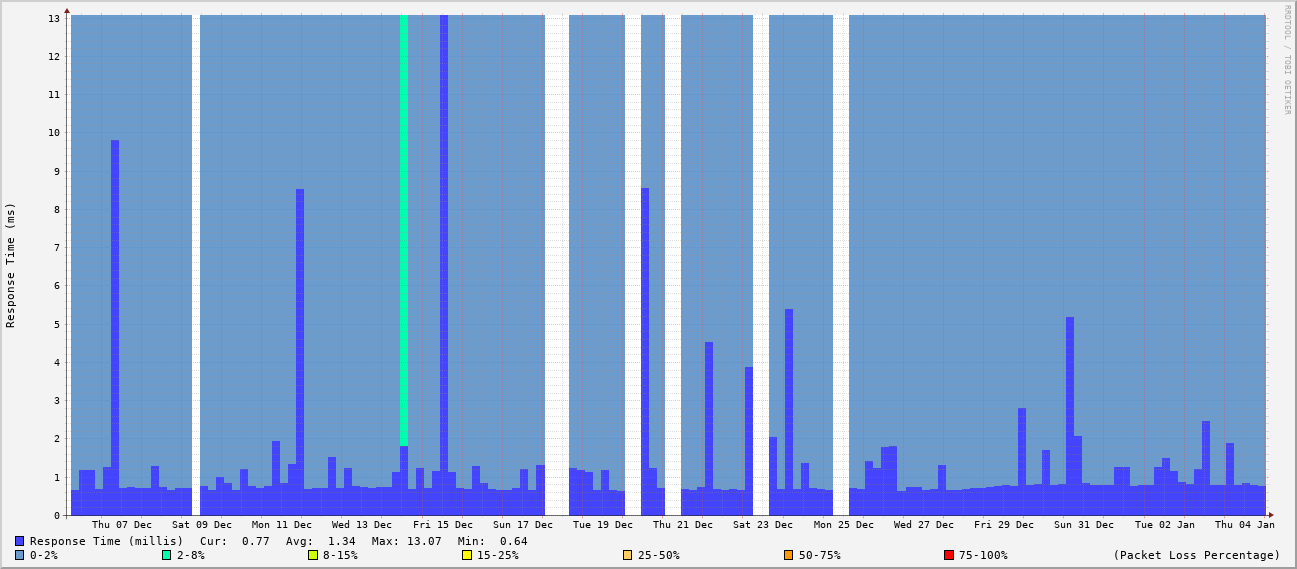 RRDTOOL / TOBI OETIKER
Response Time (ms)
13
12
11
10
9
8
7
6
5
4
3
2
1
0
Thu 07 Dec Sat 09 Dec Mon 11 Dec Wed 13 Dec Fri 15 Dec Sun 17 Dec Tue 19 Dec Thu 21 Dec Sat 23 Dec Mon 25 Dec Wed 27 Dec Fri 29 Dec Sun 31 Dec Tue 02 Jan Thu 04 Jan
Response Time (millis) Cur: 0.77 Avg: 1.34 Max: 13.07 Min: 0.64
0-2% 2-8% 8-15% 15-25% 25-50% 50-75% 75-100% (Packet Loss Percentage)